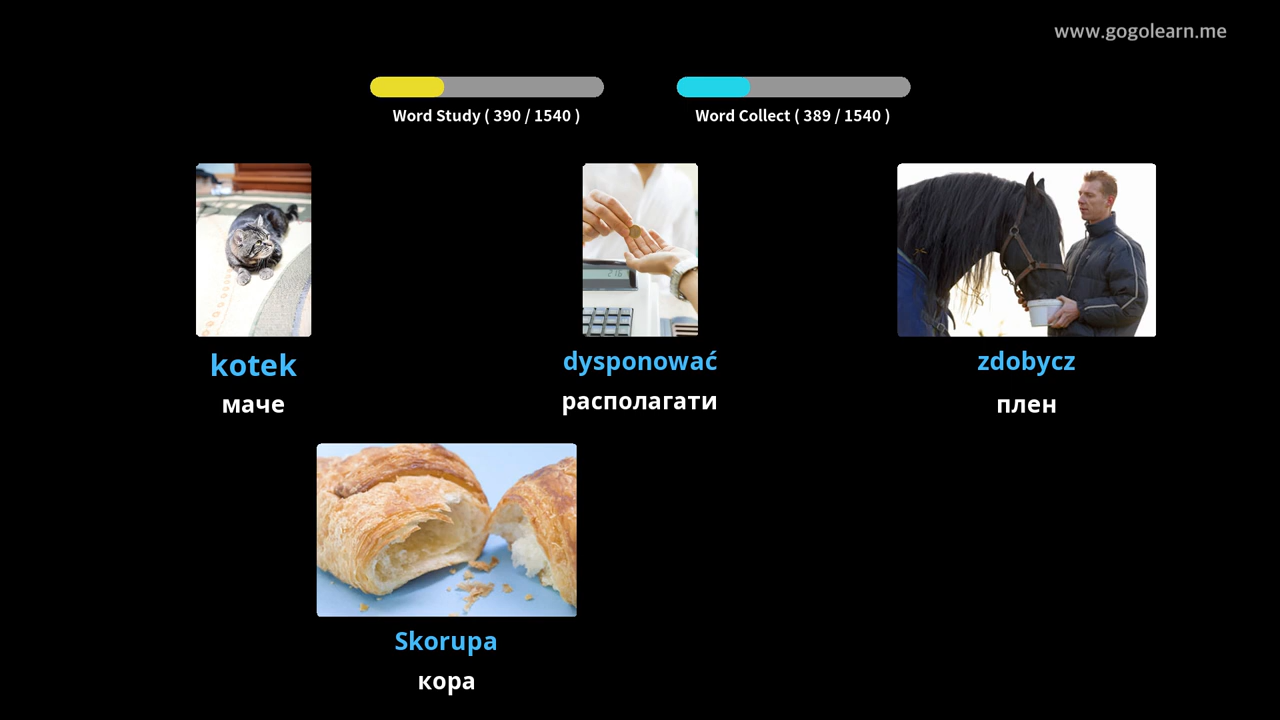 www.gogolearn.me
Word Study ( 390 / 1540 )
Word Collect ( 389 / 1540 )
kotek
маче
dysponować
располагати
zdobycz
плен
Skorupa
кора